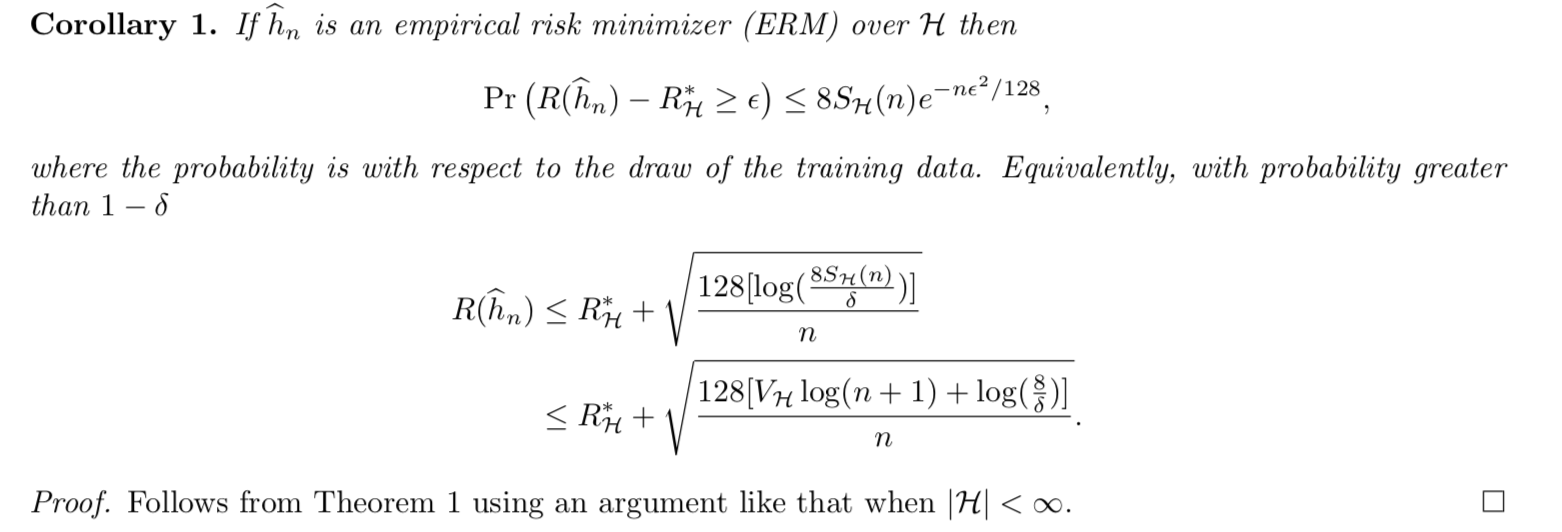 Corollary 1. If $\widehat{h}_n$ is an empirical risk minimizer (ERM) over $\mathcal{H}$ then
$\Pr\left(R(\widehat{h}_n) - R^*_{\mathcal{H}} \geq \epsilon\right) \leq 8S_{\mathcal{H}}(n)e^{-n\epsilon^2/128},$
where the probability is with respect to the draw of the training data. Equivalently, with probability greater
than $1 - \delta$
$R(\widehat{h}_n) \leq R^*_{\mathcal{H}} + \sqrt{\frac{128[\log(\frac{8S_{\mathcal{H}}(n)}{\delta})]}{n}}$
$\leq R^*_{\mathcal{H}} + \sqrt{\frac{128[V_{\mathcal{H}} \log(n+1) + \log(\frac{8}{\delta})]}{n}}.$
Proof. Follows from Theorem 1 using an argument like that when $|\mathcal{H}| < \infty$. □